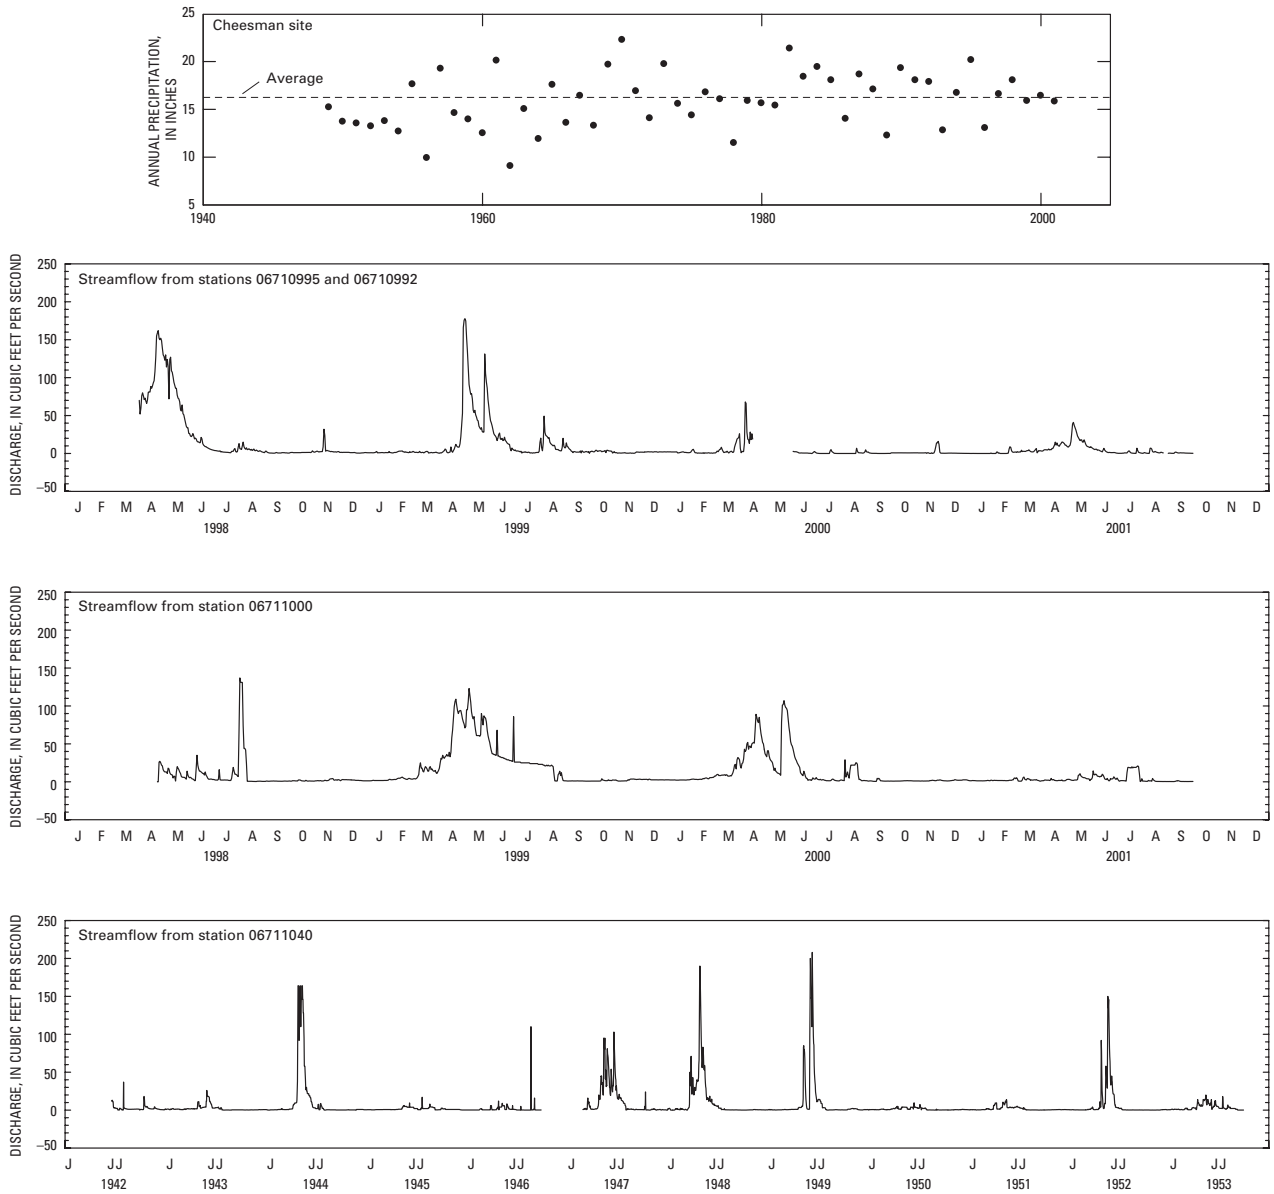 25
20
15
10
5
ANNUAL PRECIPITATION,
IN INCHES
Cheesman site
Average
1940 1960 1980 2000
DISCHARGE, IN CUBIC FEET PER SECOND
250
200
150
100
50
0
−50
Streamflow from stations 06710995 and 06710992
J F M A M J J A S O N D J F M A M J J A S O N D J F M A M J J A S O N D J F M A M J J A S O N D
1998 1999 2000 2001
DISCHARGE, IN CUBIC FEET PER SECOND
250
200
150
100
50
0
−50
Streamflow from station 06711000
J F M A M J J A S O N D J F M A M J J A S O N D J F M A M J J A S O N D J F M A M J J A S O N D
1998 1999 2000 2001
DISCHARGE, IN CUBIC FEET PER SECOND
250
200
150
100
50
0
−50
Streamflow from station 06711040
J JJ J JJ J JJ J JJ J JJ J JJ J JJ J JJ J JJ J JJ J JJ J JJ
1942 1943 1944 1945 1946 1947 1948 1949 1950 1951 1952 1953